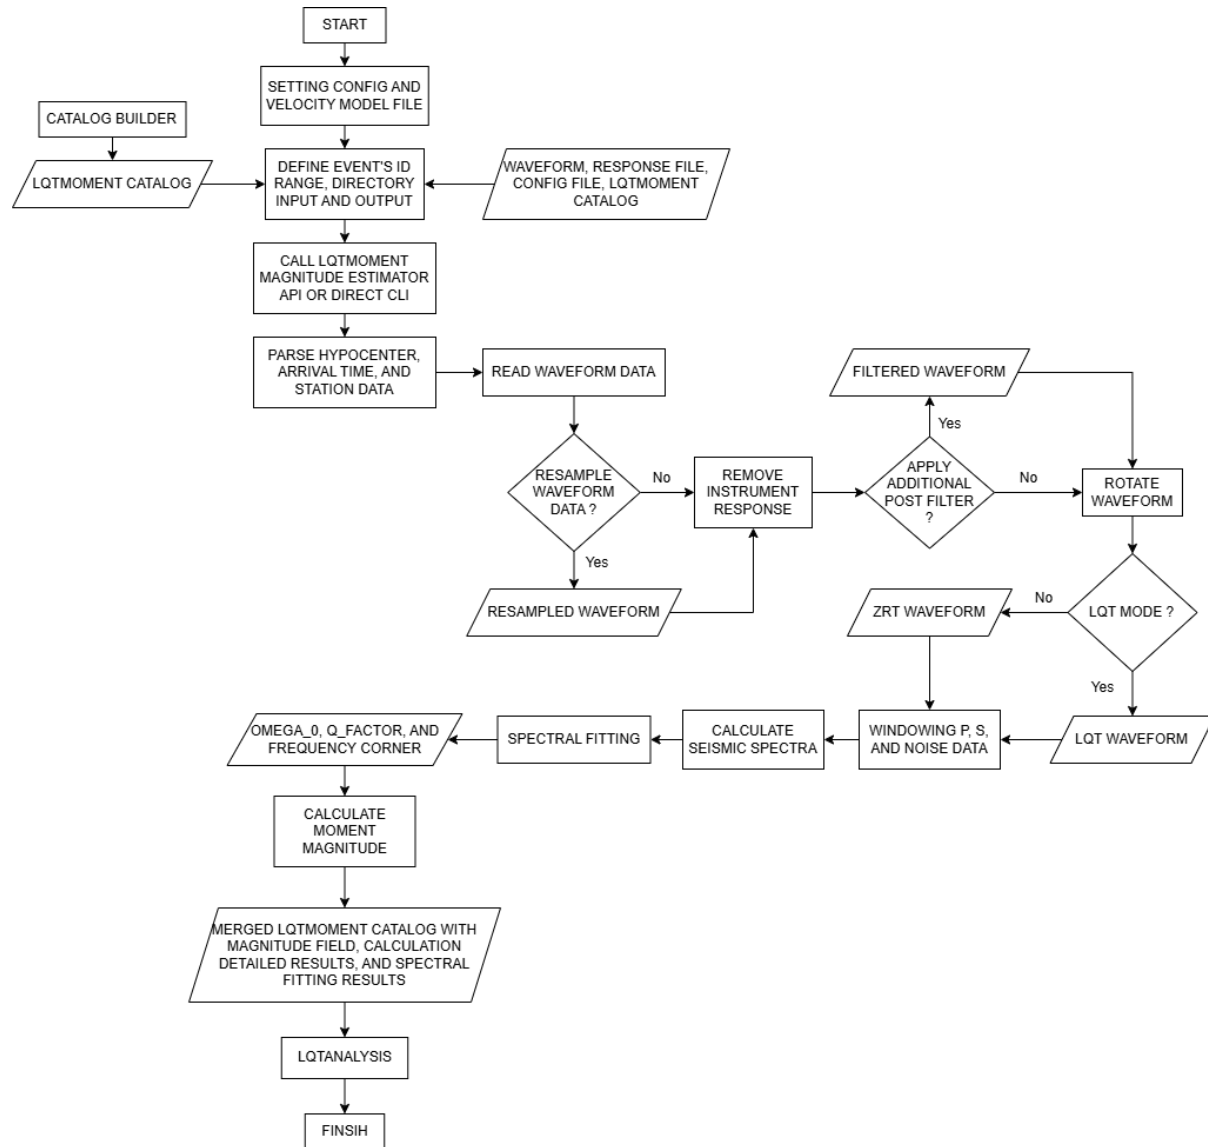 START
SETTING CONFIG AND
VELOCITY MODEL FILE
CATALOG BUILDER
LQTMOMENT CATALOG
DEFINE EVENT'S ID
RANGE, DIRECTORY
INPUT AND OUTPUT
WAVEFORM, RESPONSE FILE,
CONFIG FILE, LQTMOMENT
CATALOG
CALL LQTMOMENT
MAGNITUDE ESTIMATOR
API OR DIRECT CLI
PARSE HYPOCENTER,
ARRIVAL TIME, AND
STATION DATA
READ WAVEFORM DATA
RESAMPLE
WAVEFORM
DATA ?
No
Yes
RESAMPLED WAVEFORM
REMOVE
INSTRUMENT
RESPONSE
APPLY
ADDITIONAL
POST FILTER
?
Yes
FILTERED WAVEFORM
No
ROTATE
WAVEFORM
LQT MODE ?
No
ZRT WAVEFORM
Yes
LQT WAVEFORM
WINDOWING P, S,
AND NOISE DATA
CALCULATE
SEISMIC SPECTRA
SPECTRAL FITTING
OMEGA_0, Q_FACTOR, AND
FREQUENCY CORNER
CALCULATE
MOMENT
MAGNITUDE
MERGED LQTMOMENT CATALOG WITH
MAGNITUDE FIELD, CALCULATION
DETAILED RESULTS, AND SPECTRAL
FITTING RESULTS
LQTANALYSIS
FINSIH